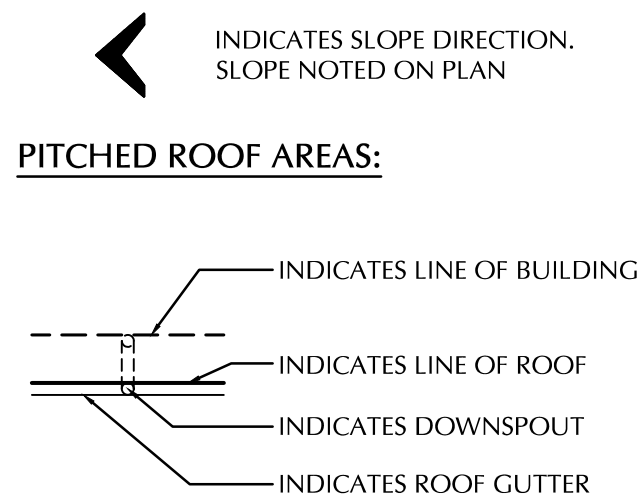 INDICATES SLOPE DIRECTION.
SLOPE NOTED ON PLAN
PITCHED ROOF AREAS:
INDICATES LINE OF BUILDING
INDICATES LINE OF ROOF
INDICATES DOWNSPOUT
INDICATES ROOF GUTTER